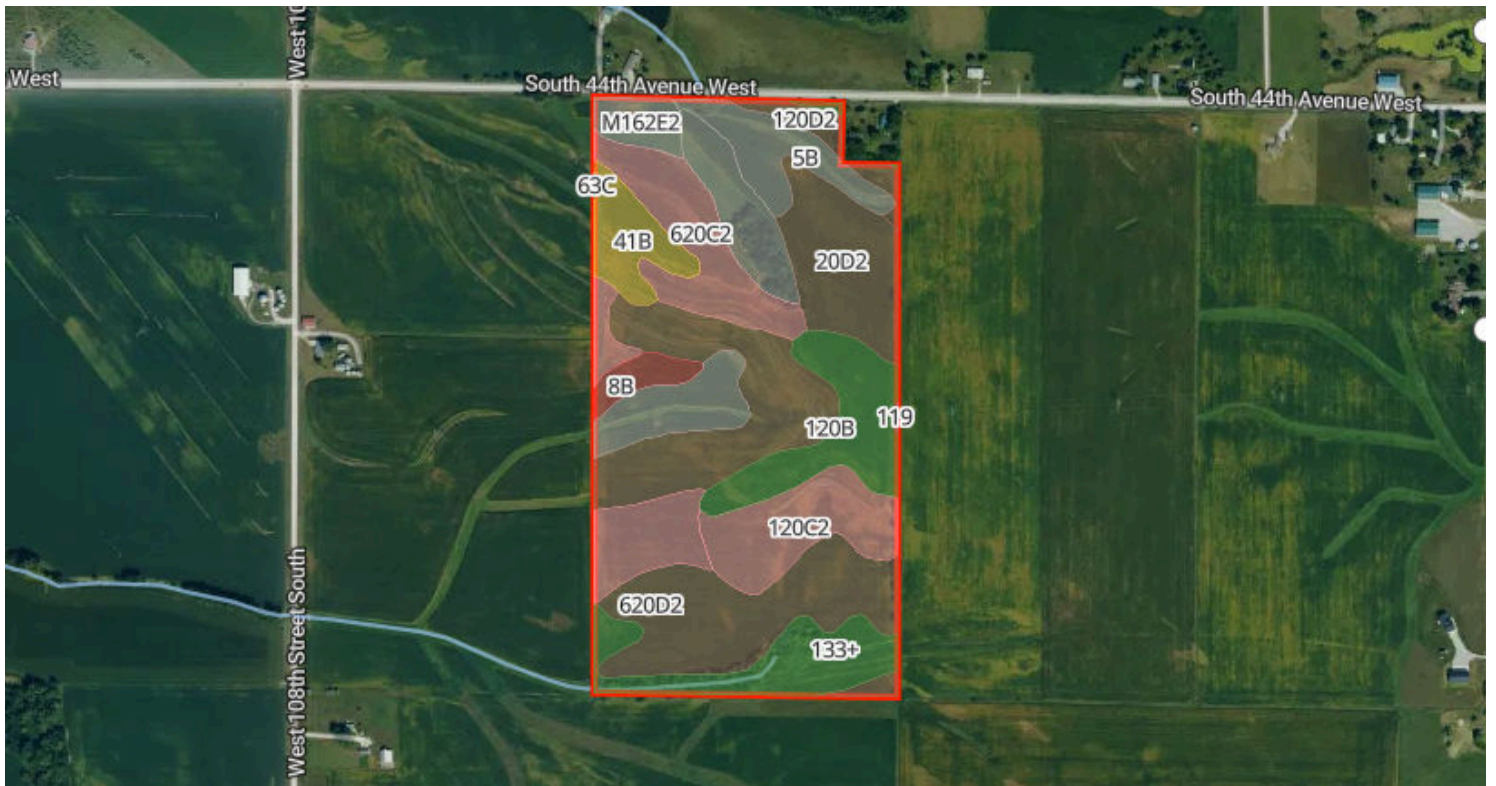 West 10
West
South 44th Avenue West
South 44th Avenue West
M162E2
120D2
5B
63C
620C2
41B
20D2
8B
119
120B
120C2
620D2
133+
West 108th Street South